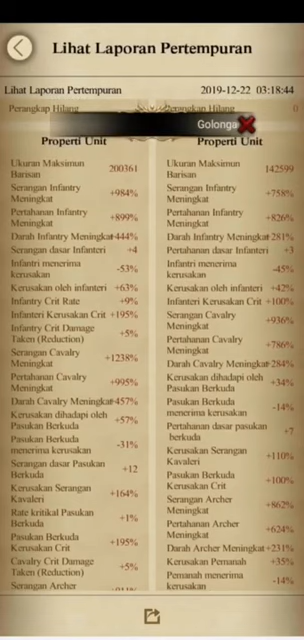 Lihat Laporan Pertempuran
Lihat Laporan Pertempuran 2019-12-22 03:18:44
Perangkap Hilang
Perangkap Hilang 0
Golonga
Properti Unit
Ukuran Maksimun
Barisan 200361
Serangan Infantry
Meningkat +984%
Pertahanan Infantry
Meningkat +899%
Darah Infantry Meningkat+444%
Serangan dasar Infanteri +4
Infantri menerima
kerusakan -53%
Kerusakan oleh infanteri +63%
Infantry Crit Rate +9%
Infanteri Kerusakan Crit +195%
Infantry Crit Damage
Taken (Reduction) +5%
Serangan Cavalry
Meningkat +1238%
Pertahanan Cavalry
Meningkat +995%
Darah Cavalry Meningkat+457%
Kerusakan dihadapi oleh
Pasukan Berkuda +57%
Pasukan Berkuda
menerima kerusakan -31%
Serangan dasar Pasukan
Berkuda +12
Kerusakan Serangan
Kavaleri +164%
Rate kritikal Pasukan
Berkuda +1%
Pasukan Berkuda
Kerusakan Crit +195%
Cavalry Crit Damage
Taken (Reduction) +5%
Serangan Archer
Properti Unit
Ukuran Maksimun
Barisan 142599
Serangan Infantry
Meningkat +758%
Pertahanan Infantry
Meningkat +826%
Darah Infantry Meningkat+281%
Pertahanan dasar Infanteri +3
Infantri menerima
kerusakan -45%
Kerusakan oleh infanteri +42%
Infanteri Kerusakan Crit +100%
Serangan Cavalry
Meningkat +936%
Pertahanan Cavalry
Meningkat +786%
Darah Cavalry Meningkat+284%
Kerusakan dihadapi oleh
Pasukan Berkuda +34%
Pasukan Berkuda
menerima kerusakan -14%
Pertahanan dasar pasukan
berkuda +7
Kerusakan Serangan
Kavaleri +110%
Pasukan Berkuda
Kerusakan Crit +100%
Serangan Archer
Meningkat +862%
Pertahanan Archer
Meningkat +624%
Darah Archer Meningkat+231%
Kerusakan Pemanah +35%
Pemanah menerima
kerusakan -14%